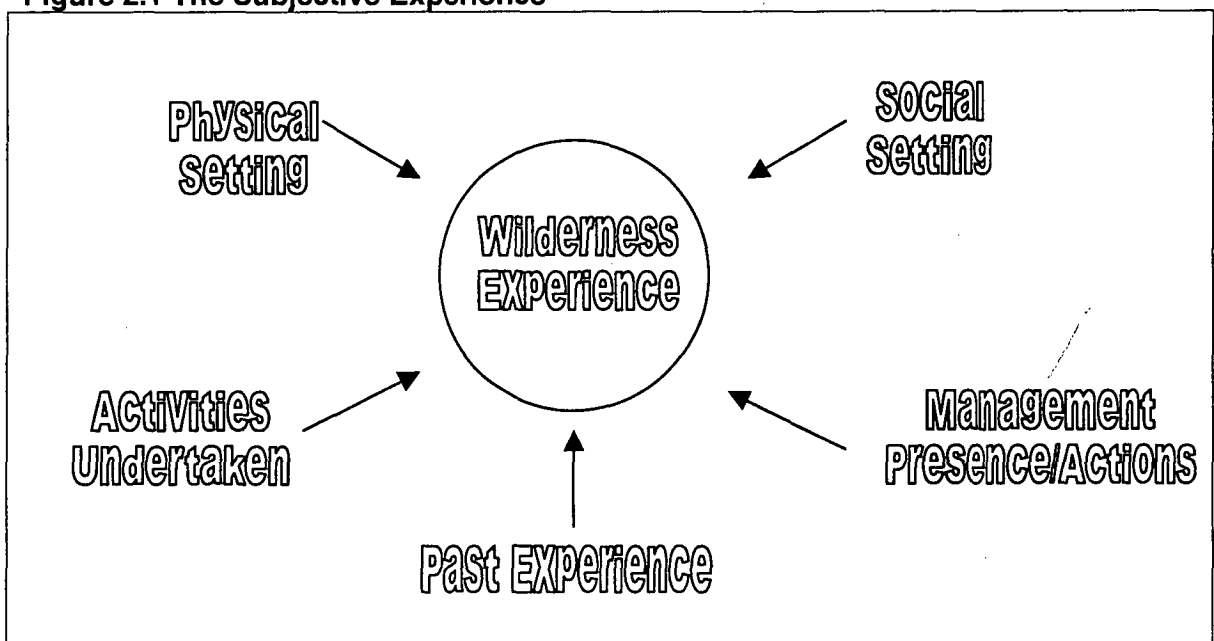 Figure 2.1 The Subjective Experience
Physical
Setting
Social
Setting
Wilderness
Experience
Activities
Undertaken
Management
Presence/Actions
Past Experience